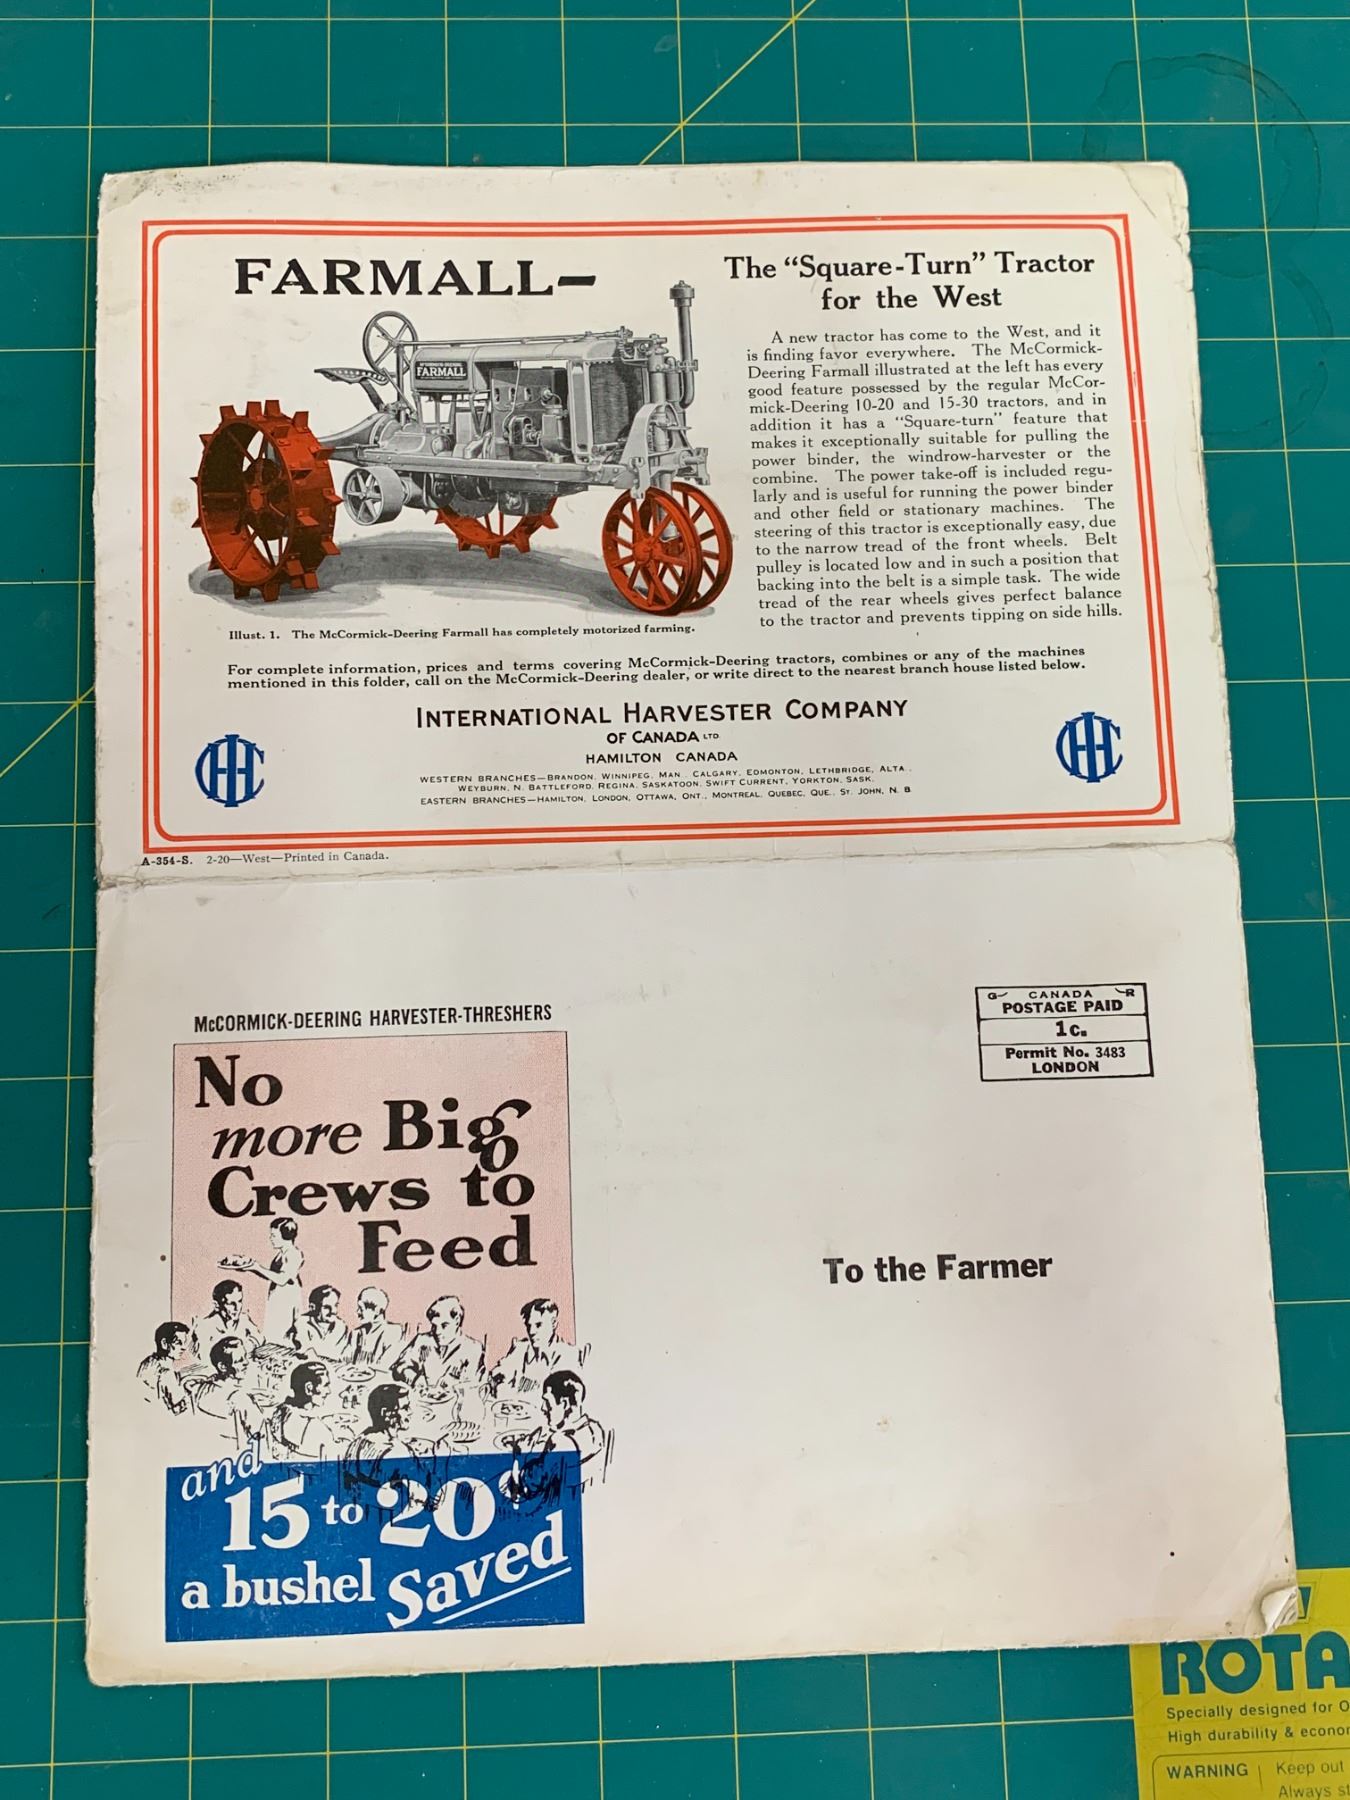 FARMALL-
FARMALL
Illust. 1. The McCormick-Deering Farmall has completely motorized farming.
The “Square-Turn” Tractor
for the West
A new tractor has come to the West, and it
is finding favor everywhere. The McCormick-
Deering Farmall illustrated at the left has every
good feature possessed by the regular McCor-
mick-Deering 10-20 and 15-30 tractors, and in
addition it has a “Square-turn” feature that
makes it exceptionally suitable for pulling the
power binder, the windrow-harvester or the
combine. The power take-off is included regu-
larly and is useful for running the power binder
and other field or stationary machines. The
steering of this tractor is exceptionally easy, due
to the narrow tread of the front wheels. Belt
pulley is located low and in such a position that
backing into the belt is a simple task. The wide
tread of the rear wheels gives perfect balance
to the tractor and prevents tipping on side hills.
For complete information, prices and terms covering McCormick-Deering tractors, combines or any of the machines
mentioned in this folder, call on the McCormick-Deering dealer, or write direct to the nearest branch house listed below.
INTERNATIONAL HARVESTER COMPANY
OF CANADA LTD.
HAMILTON CANADA
WESTERN BRANCHES—BRANDON, WINNIPEG, MAN., CALGARY, EDMONTON, LETHBRIDGE, ALTA.,
WEYBURN, N. BATTLEFORD, REGINA, SASKATOON, SWIFT CURRENT, YORKTON, SASK.
EASTERN BRANCHES—HAMILTON, LONDON, OTTAWA, ONT., MONTREAL, QUEBEC, QUE., ST. JOHN, N. B.
IHC
IHC
A-354-S. 2-20—West—Printed in Canada.
McCORMICK-DEERING HARVESTER-THRESHERS
No
more Big
Crews to
Feed
and
15 to 20¢
a bushel Saved
G CANADA R
POSTAGE PAID
1c.
Permit No. 3483
LONDON
To the Farmer
ROTA
Specially designed for O
High durability & econo
WARNING Keep out
Always st